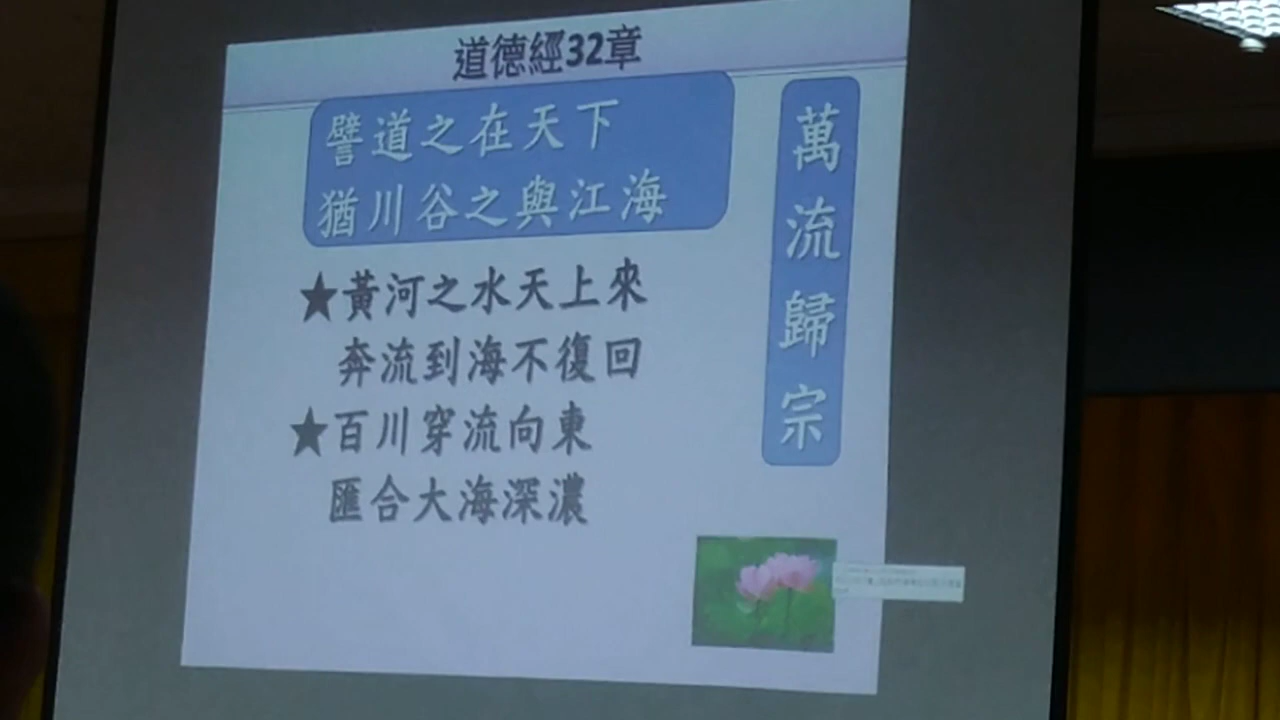 道德經32章
譬道之在天下
猶川谷之與江海
★黃河之水天上來
奔流到海不復回
★百川穿流向東
匯合大海深濃
萬流歸宗